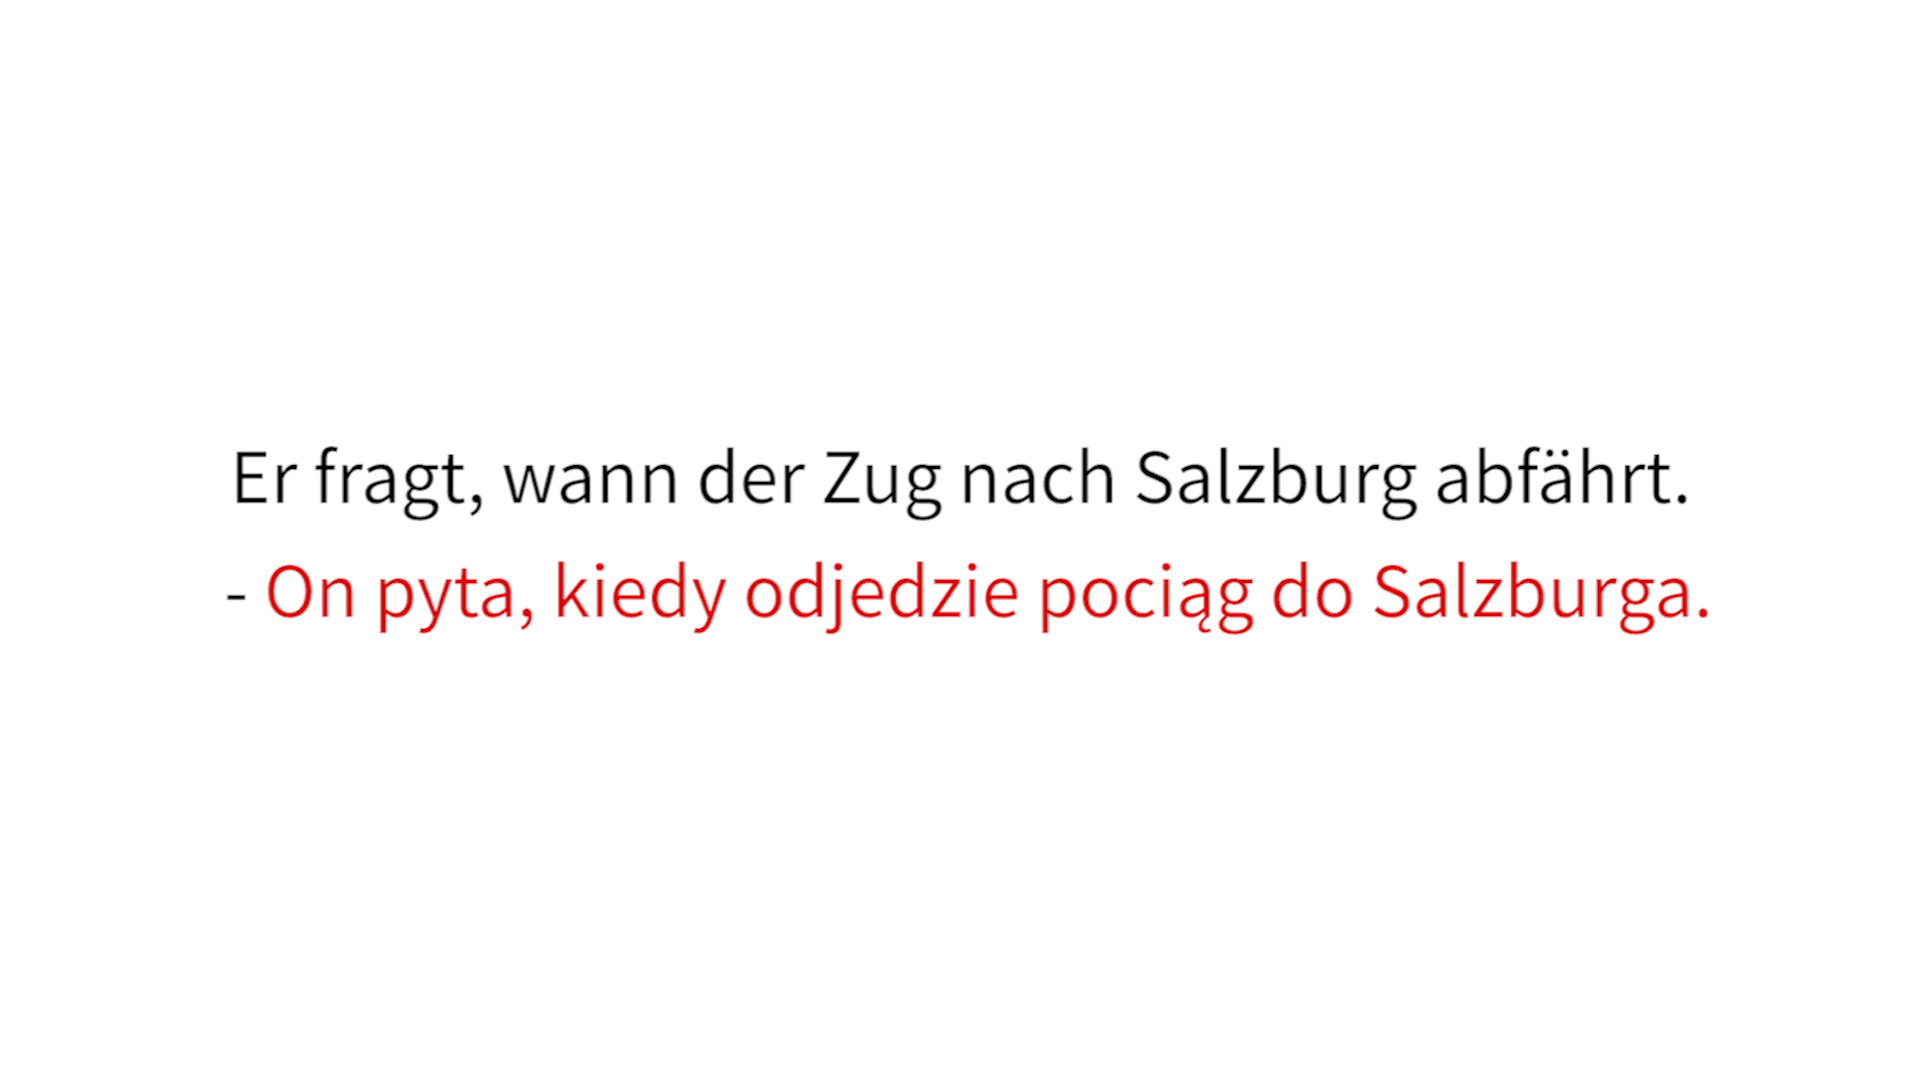 Er fragt, wann der Zug nach Salzburg abfährt.
- On pyta, kiedy odjedzie pociąg do Salzburga.